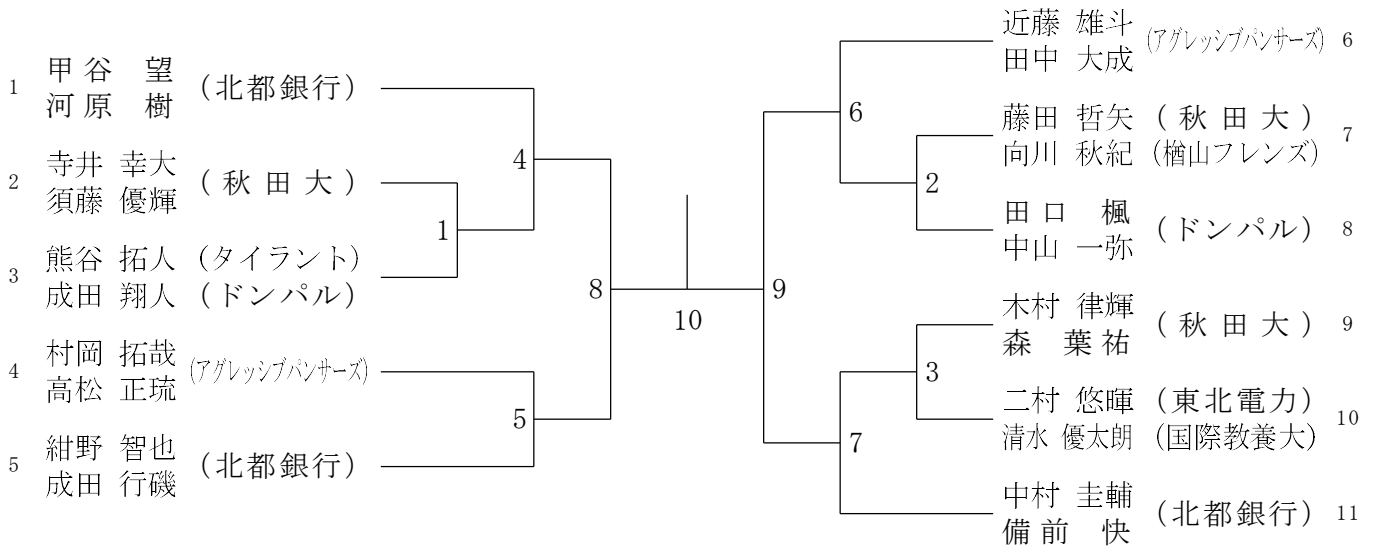 1 甲谷 望 (北都銀行)
河原 樹
2 寺井 幸大 (秋田大)
須藤 優輝
3 熊谷 拓人 (タイラント)
成田 翔人 (ドンパル)
4 村岡 拓哉 (アグレッシブパンサーズ)
高松 正琉
5 紺野 智也 (北都銀行)
成田 行磯
1
4
5
8
10
9
6
2
3
7
近藤 雄斗 (アグレッシブパンサーズ) 6
田中 大成
藤田 哲矢 (秋田大) 7
向川 秋紀 (楢山フレンズ)
田口 楓 (ドンパル) 8
中山 一弥
木村 律輝 (秋田大) 9
森 葉祐
二村 悠暉 (東北電力) 10
清水 優太朗 (国際教養大)
中村 圭輔 (北都銀行) 11
備前 快